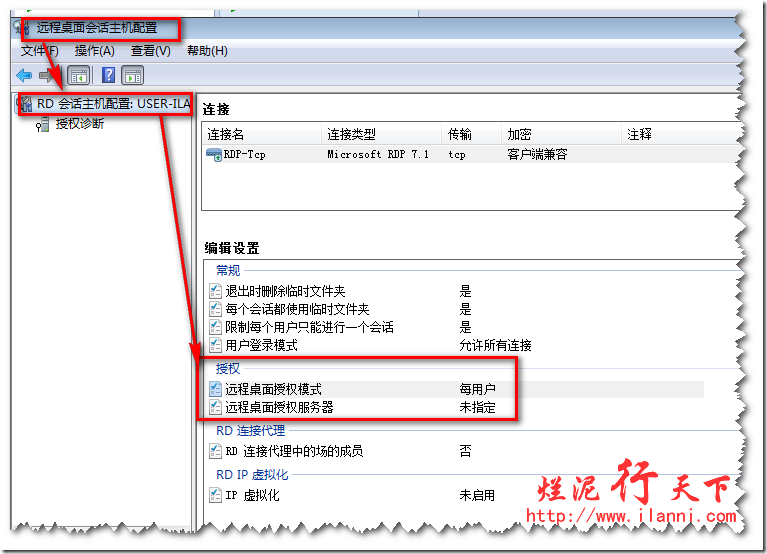 远程桌面会话主机配置
文件(F) 操作(A) 查看(V) 帮助(H)
RD 会话主机配置: USER-ILA
授权诊断
连接
连接名 连接类型 传输 加密 注释
RDP-Tcp Microsoft RDP 7.1 tcp 客户端兼容
编辑设置
常规
退出时删除临时文件夹 是
每个会话都使用临时文件夹 是
限制每个用户只能进行一个会话 是
用户登录模式 允许所有连接
授权
远程桌面授权模式 每用户
远程桌面授权服务器 未指定
RD 连接代理
RD 连接代理中的场的成员 否
RD IP 虚拟化
IP 虚拟化 未启用
烂泥行天下
http://www.ilanni.com